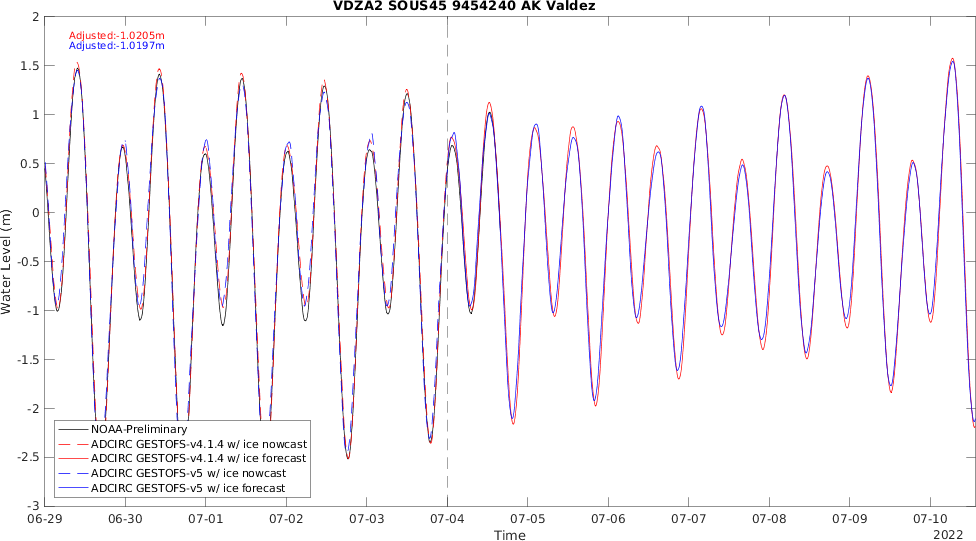 VDZA2 SOUS45 9454240 AK Valdez
Adjusted:-1.0205m
Adjusted:-1.0197m
Water Level (m)
2
1.5
1
0.5
0
-0.5
-1
-1.5
-2
-2.5
-3
NOAA-Preliminary
ADCIRC GESTOFS-v4.1.4 w/ ice nowcast
ADCIRC GESTOFS-v4.1.4 w/ ice forecast
ADCIRC GESTOFS-v5 w/ ice nowcast
ADCIRC GESTOFS-v5 w/ ice forecast
06-29 06-30 07-01 07-02 07-03 07-04 07-05 07-06 07-07 07-08 07-09 07-10
Time
2022